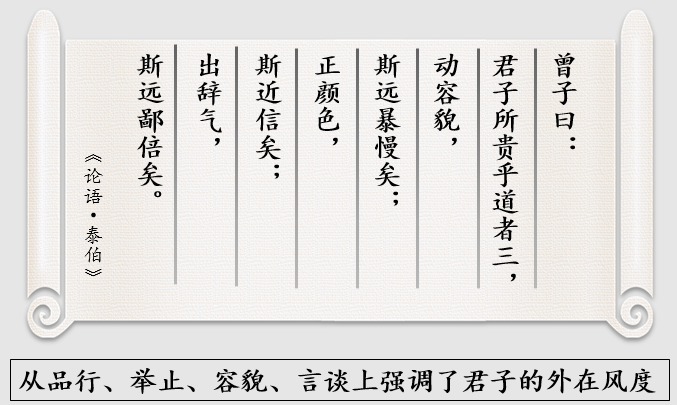 曾子曰：
君子所贵乎道者三，
动容貌，
斯远暴慢矣；
正颜色，
斯近信矣；
出辞气，
斯远鄙倍矣。
《论语·泰伯》
从品行、举止、容貌、言谈上强调了君子的外在风度